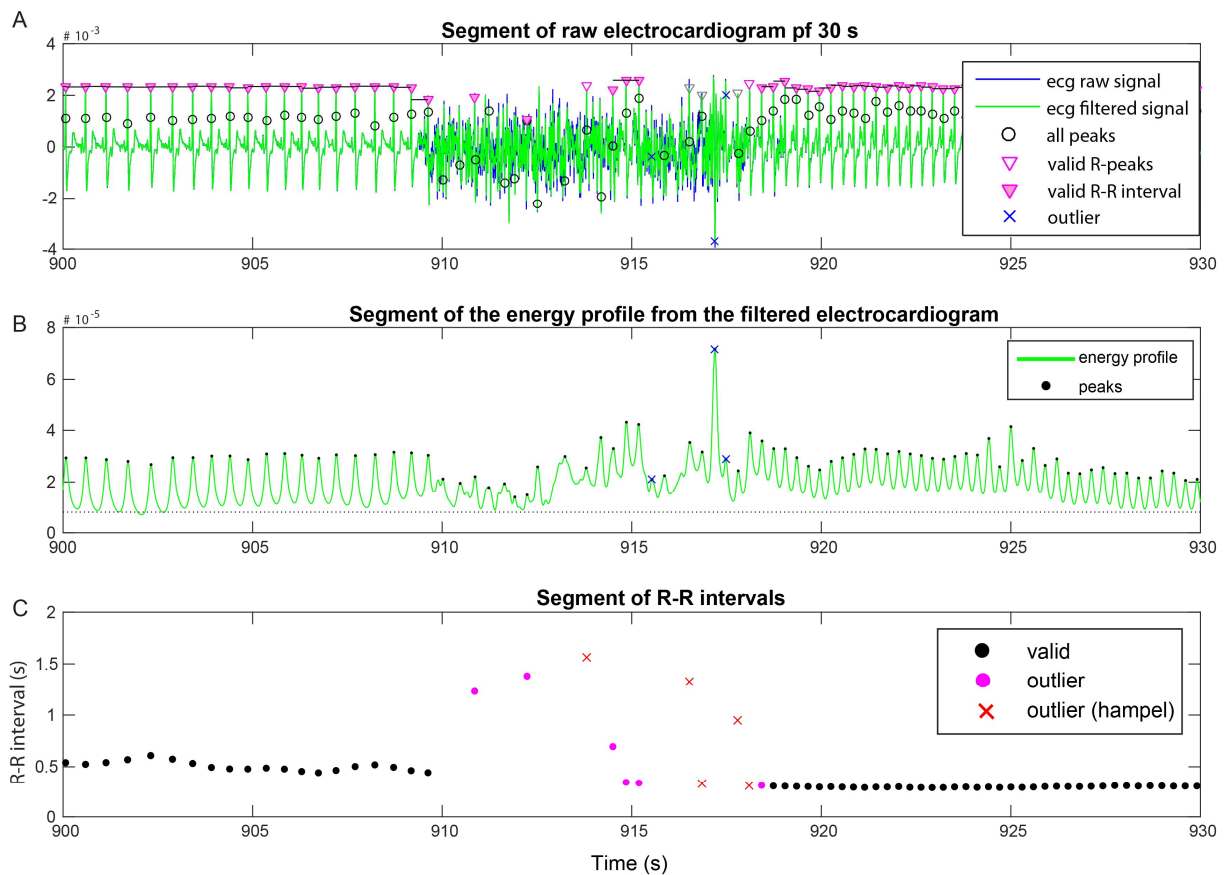 A
Segment of raw electrocardiogram pf 30 s
# 10 -3
4
2
0
-2
-4
ecg raw signal
ecg filtered signal
all peaks
valid R-peaks
valid R-R interval
outlier
900 905 910 915 920 925 930
B
Segment of the energy profile from the filtered electrocardiogram
# 10 -5
8
6
4
2
0
energy profile
peaks
900 905 910 915 920 925 930
C
Segment of R-R intervals
R-R interval (s)
2
1.5
1
0.5
0
valid
outlier
outlier (hampel)
900 905 910 915 920 925 930
Time (s)